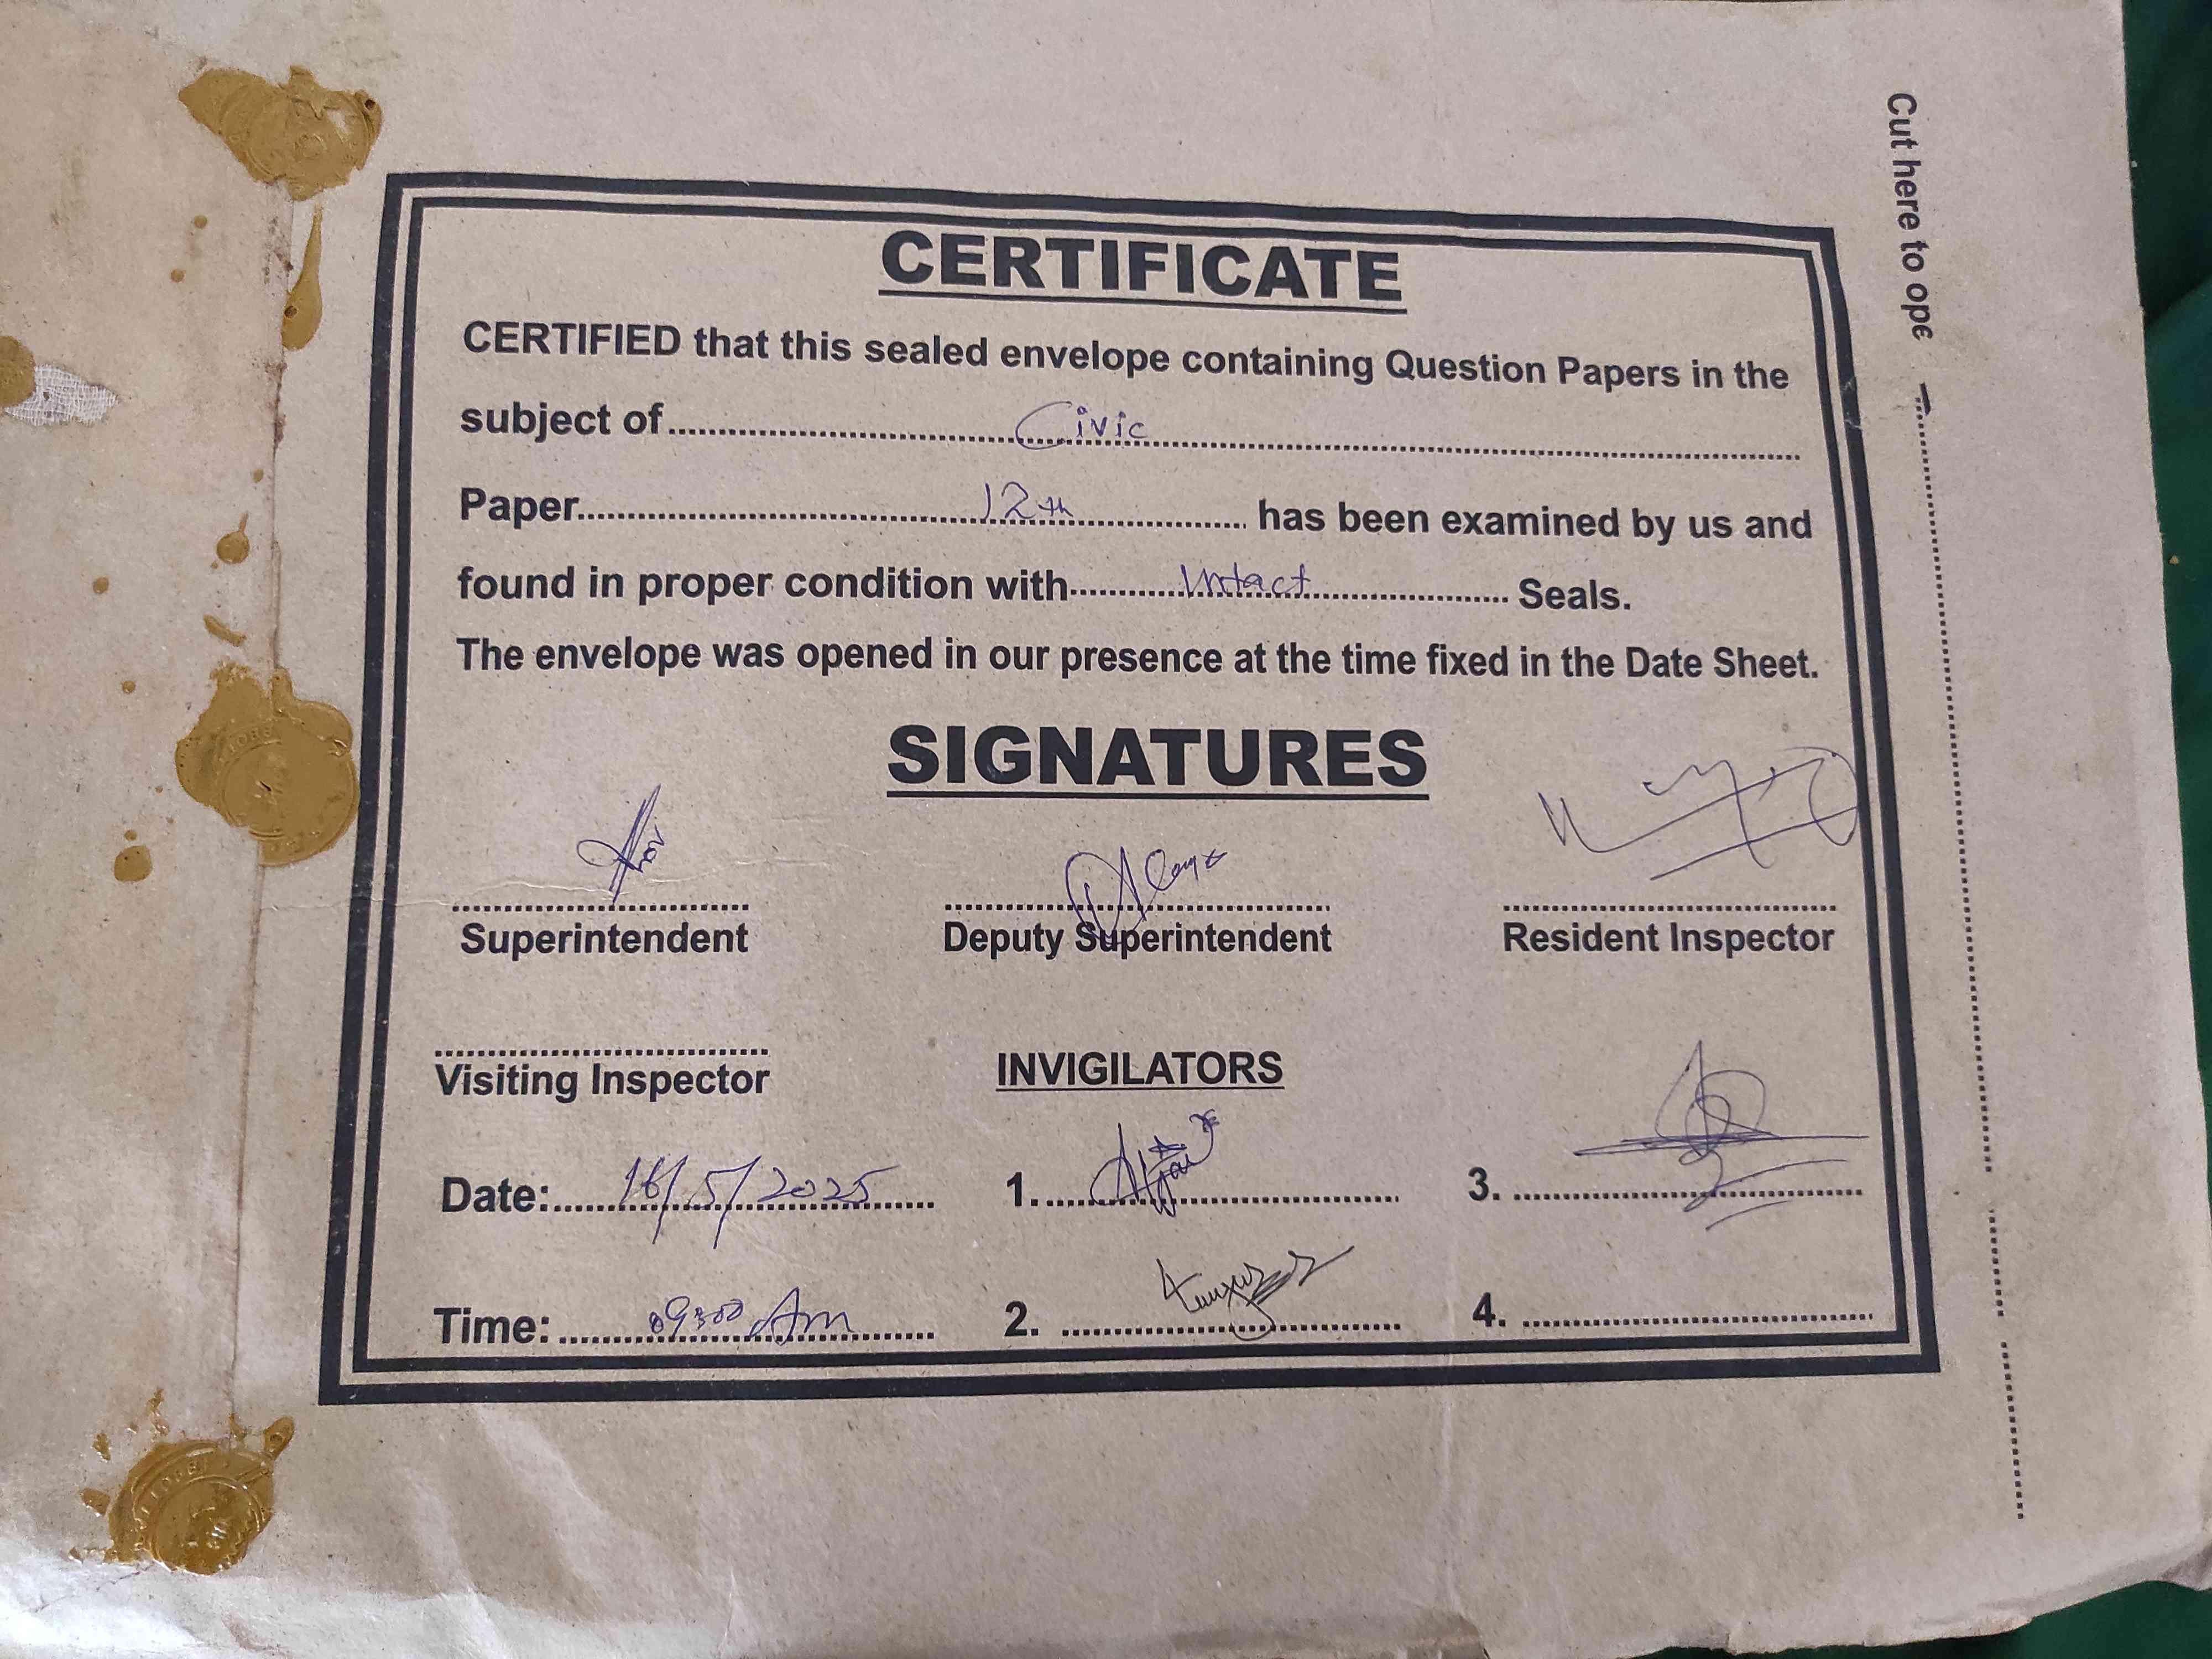 CERTIFICATE
CERTIFIED that this sealed envelope containing Question Papers in the
subject of Civic
Paper 12th has been examined by us and
found in proper condition with Intact Seals.
The envelope was opened in our presence at the time fixed in the Date Sheet.
SIGNATURES
Superintendent Deputy Superintendent Resident Inspector
Visiting Inspector INVIGILATORS
Date: 16/5/2025 1. 3.
Time: 09:00 Am 2. 4.
Cut here to ope